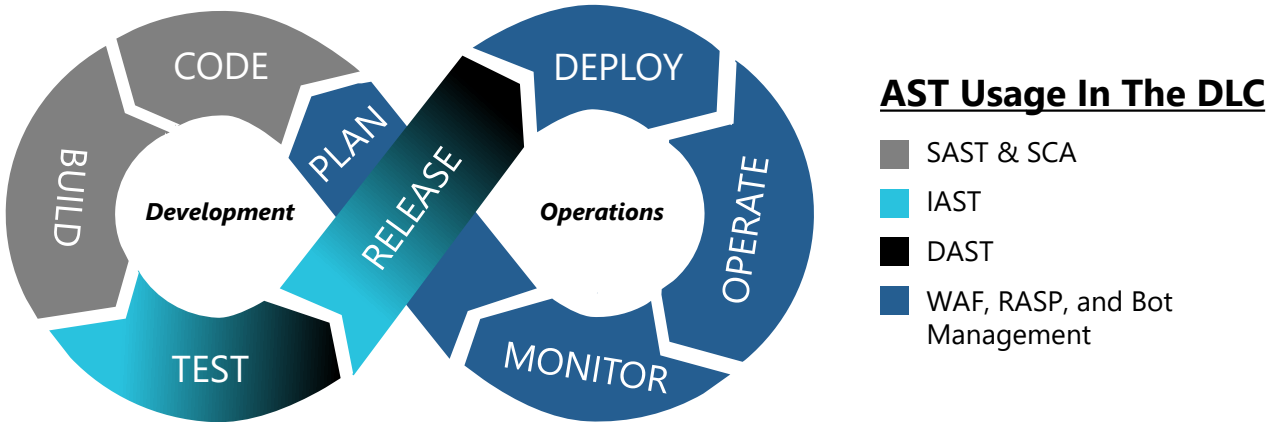 CODE
BUILD
PLAN
TEST
RELEASE
DEPLOY
OPERATE
MONITOR
Development
Operations
AST Usage In The DLC
SAST & SCA
IAST
DAST
WAF, RASP, and Bot
Management